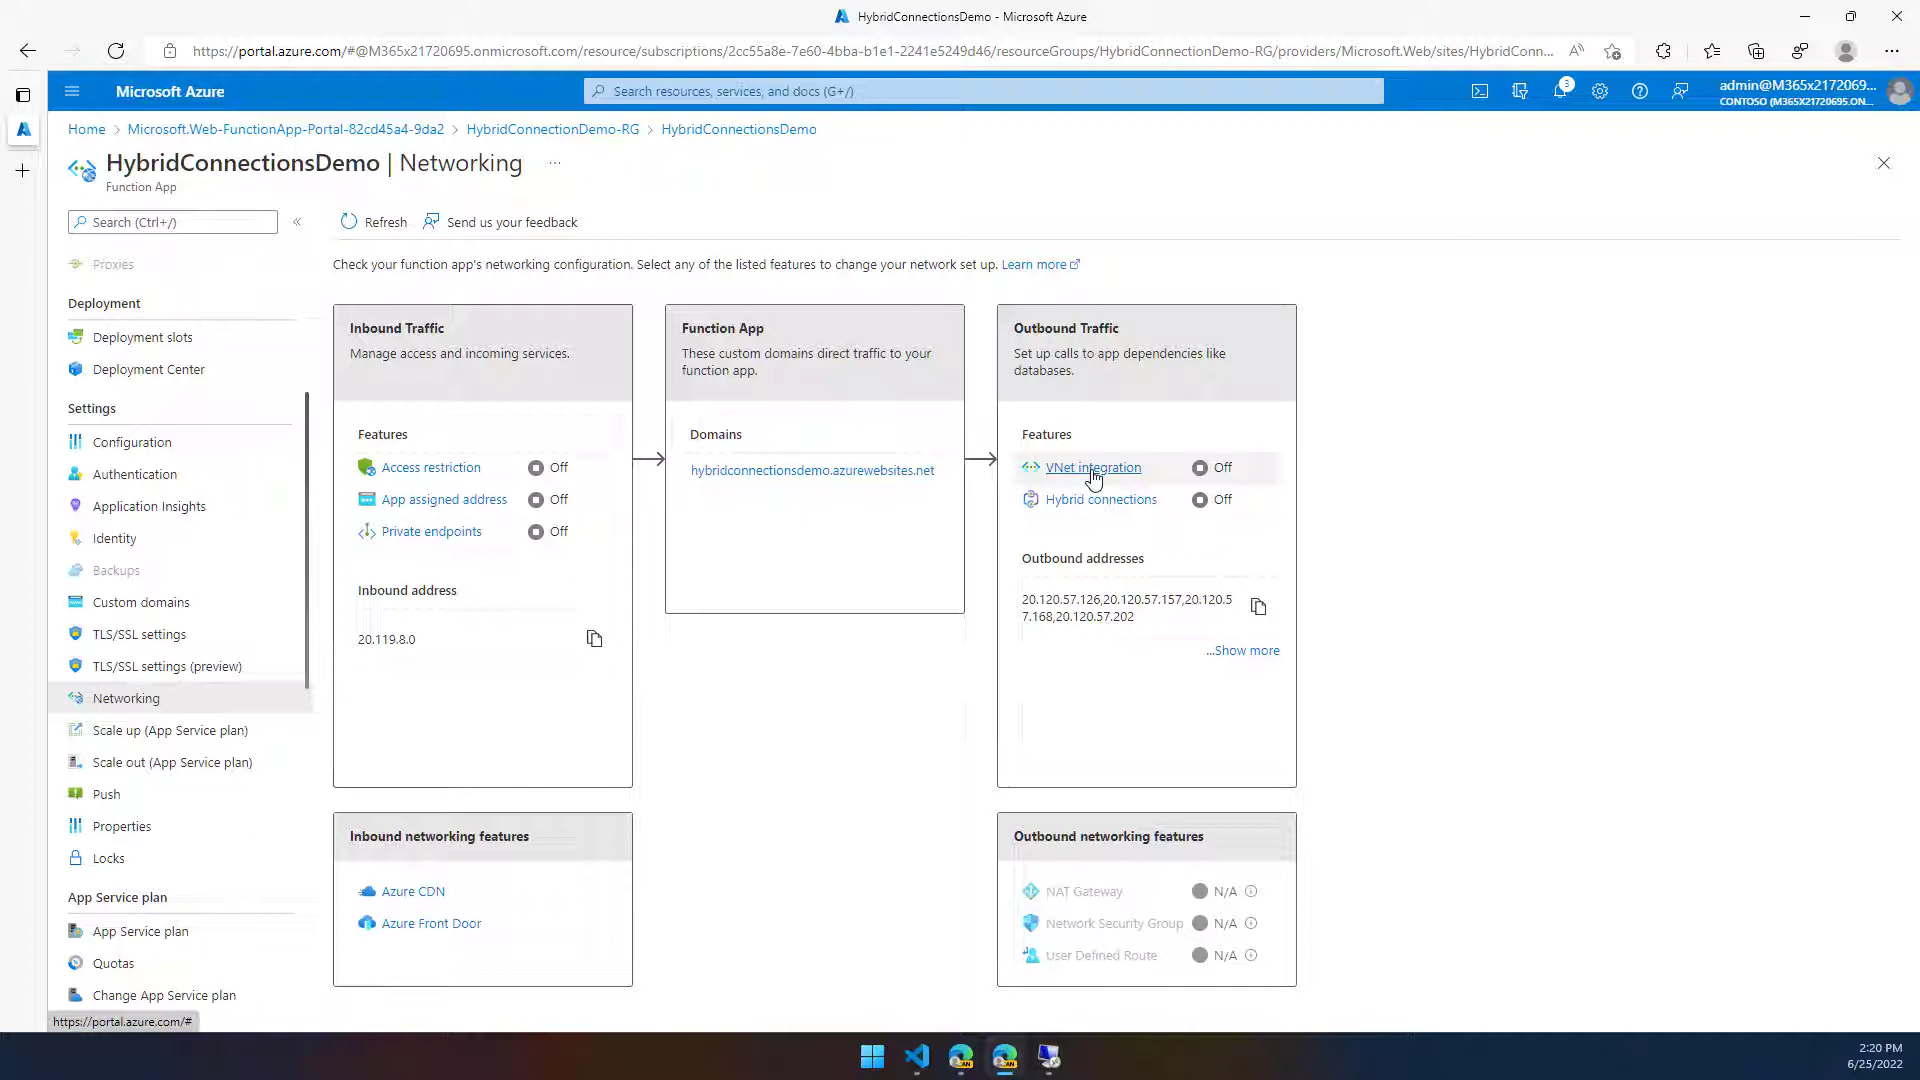 HybridConnectionsDemo - Microsoft Azure
https://portal.azure.com/#@M365x21720695.onmicrosoft.com/resource/subscriptions/2cc55a8e-7e60-4bba-b1e1-2241e5249d46/resourceGroups/HybridConnectionDemo-RG/providers/Microsoft.Web/sites/HybridConn...
Microsoft Azure
Search resources, services, and docs (G+/)
3
admin@M365x2172069...
CONTOSO (M365X21720695.ON...
Home > Microsoft.Web-FunctionApp-Portal-82cd45a4-9da2 > HybridConnectionDemo-RG > HybridConnectionsDemo
HybridConnectionsDemo | Networking ...
Function App
Search (Ctrl+/)
«
Refresh
Send us your feedback
Proxies
Deployment
Deployment slots
Deployment Center
Settings
Configuration
Authentication
Application Insights
Identity
Backups
Custom domains
TLS/SSL settings
TLS/SSL settings (preview)
Networking
Scale up (App Service plan)
Scale out (App Service plan)
Push
Properties
Locks
App Service plan
App Service plan
Quotas
Change App Service plan
https://portal.azure.com/#
Check your function app's networking configuration. Select any of the listed features to change your network set up. Learn more
Inbound Traffic
Manage access and incoming services.
Features
Access restriction Off
App assigned address Off
Private endpoints Off
Inbound address
20.119.8.0
Function App
These custom domains direct traffic to your
function app.
Domains
hybridconnectionsdemo.azurewebsites.net
Outbound Traffic
Set up calls to app dependencies like
databases.
Features
VNet integration Off
Hybrid connections Off
Outbound addresses
20.120.57.126,20.120.57.157,20.120.5
7.168,20.120.57.202
...Show more
Inbound networking features
Azure CDN
Azure Front Door
Outbound networking features
NAT Gateway N/A
Network Security Group N/A
User Defined Route N/A
2:20 PM
6/25/2022